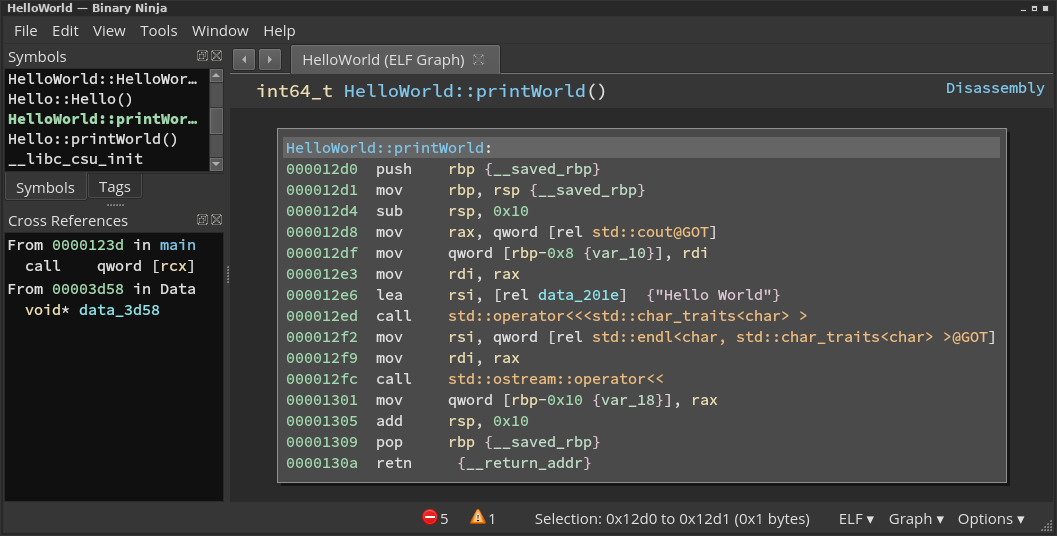 HelloWorld — Binary Ninja
File Edit View Tools Window Help
Symbols
HelloWorld::HelloWor…
Hello::Hello()
HelloWorld::printWor…
Hello::printWorld()
__libc_csu_init
Symbols Tags
Cross References
From 0000123d in main
call qword [rcx]
From 00003d58 in Data
void* data_3d58
HelloWorld (ELF Graph)
int64_t HelloWorld::printWorld()
Disassembly
HelloWorld::printWorld:
000012d0 push rbp {__saved_rbp}
000012d1 mov rbp, rsp {__saved_rbp}
000012d4 sub rsp, 0x10
000012d8 mov rax, qword [rel std::cout@GOT]
000012df mov qword [rbp-0x8 {var_10}], rdi
000012e3 mov rdi, rax
000012e6 lea rsi, [rel data_201e] {"Hello World"}
000012ed call std::operator<<<std::char_traits<char> >
000012f2 mov rsi, qword [rel std::endl<char, std::char_traits<char> >@GOT]
000012f9 mov rdi, rax
000012fc call std::ostream::operator<<
00001301 mov qword [rbp-0x10 {var_18}], rax
00001305 add rsp, 0x10
00001309 pop rbp {__saved_rbp}
0000130a retn {__return_addr}
5 1 Selection: 0x12d0 to 0x12d1 (0x1 bytes) ELF ▾ Graph ▾ Options ▾